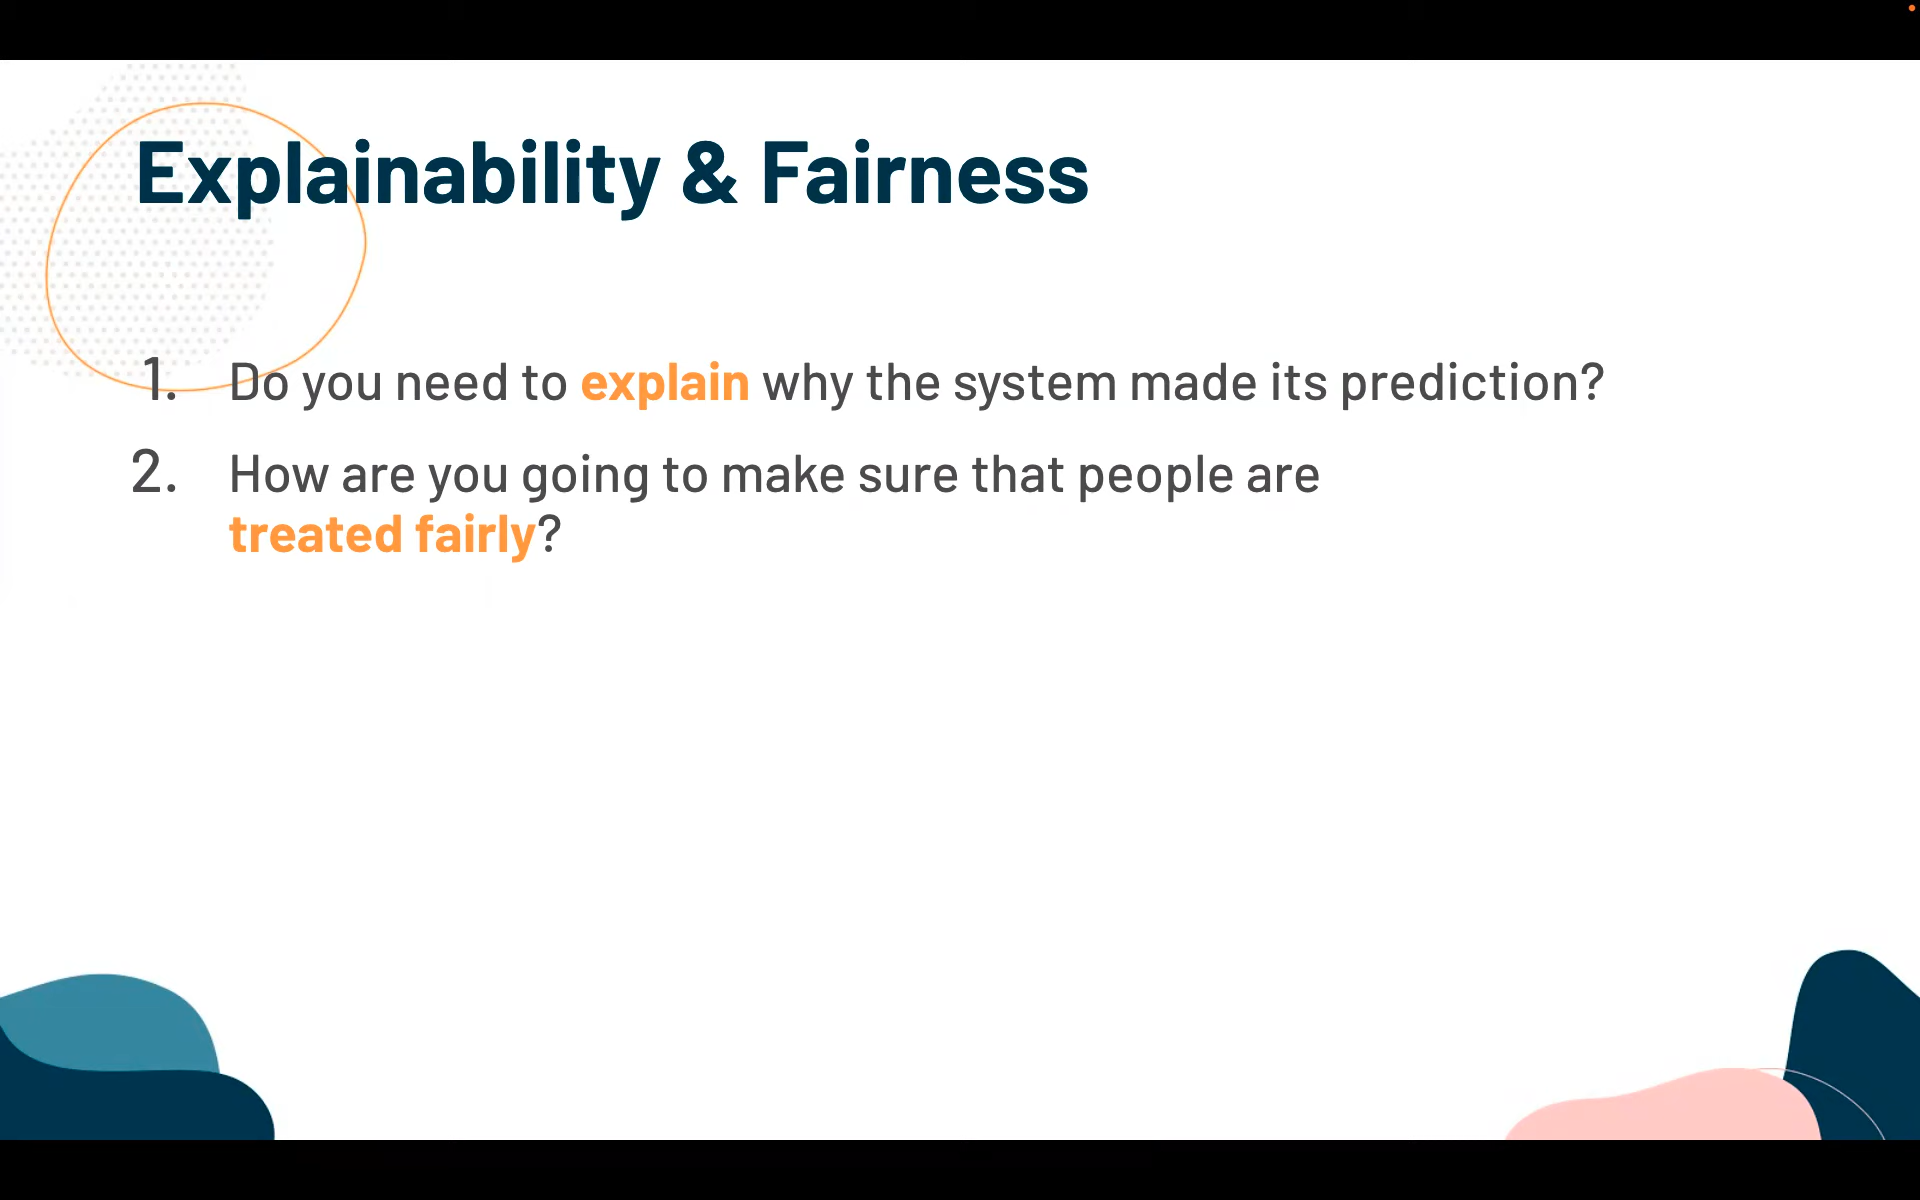 Explainability & Fairness
1. Do you need to explain why the system made its prediction?
2. How are you going to make sure that people are
treated fairly?